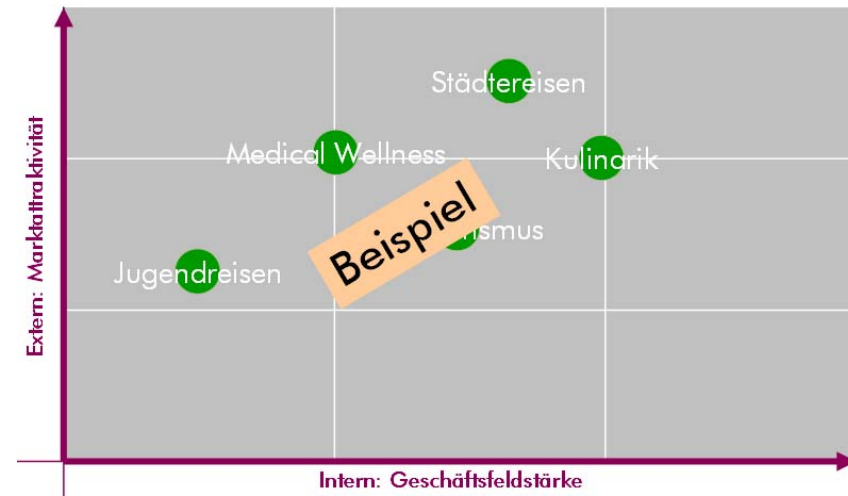 Extern: Marktattraktivität
Städtereisen
Medical Wellness
Kulinarik
Beispiel
Jugendreisen
Intern: Geschäftsfeldstärke